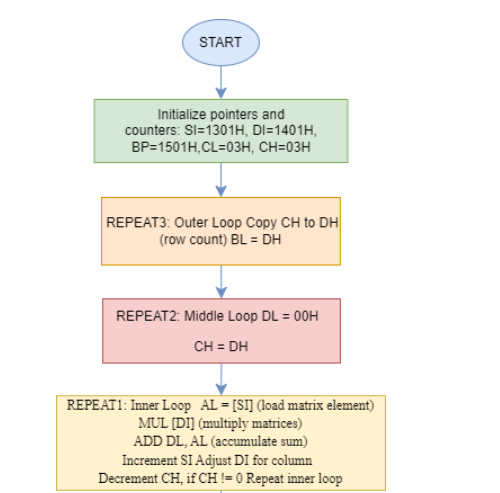 START
Initialize pointers and
counters: SI=1301H, DI=1401H,
BP=1501H,CL=03H, CH=03H
REPEAT3: Outer Loop Copy CH to DH
(row count) BL = DH
REPEAT2: Middle Loop DL = 00H
CH = DH
REPEAT1: Inner Loop AL = [SI] (load matrix element)
MUL [DI] (multiply matrices)
ADD DL, AL (accumulate sum)
Increment SI Adjust DI for column
Decrement CH, if CH != 0 Repeat inner loop